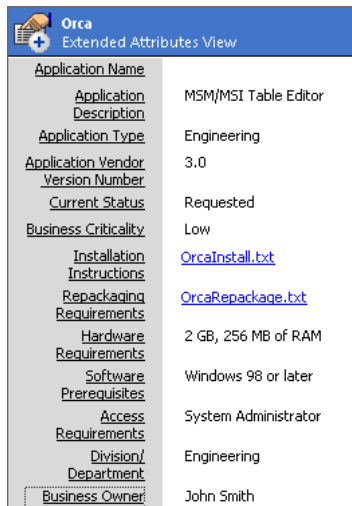 Orca
Extended Attributes View
Application Name
Application Description MSM/MSI Table Editor
Application Type Engineering
Application Vendor Version Number 3.0
Current Status Requested
Business Criticality Low
Installation Instructions OrcaInstall.txt
Repackaging Requirements OrcaRepackage.txt
Hardware Requirements 2 GB, 256 MB of RAM
Software Prerequisites Windows 98 or later
Access Requirements System Administrator
Division/ Department Engineering
Business Owner John Smith